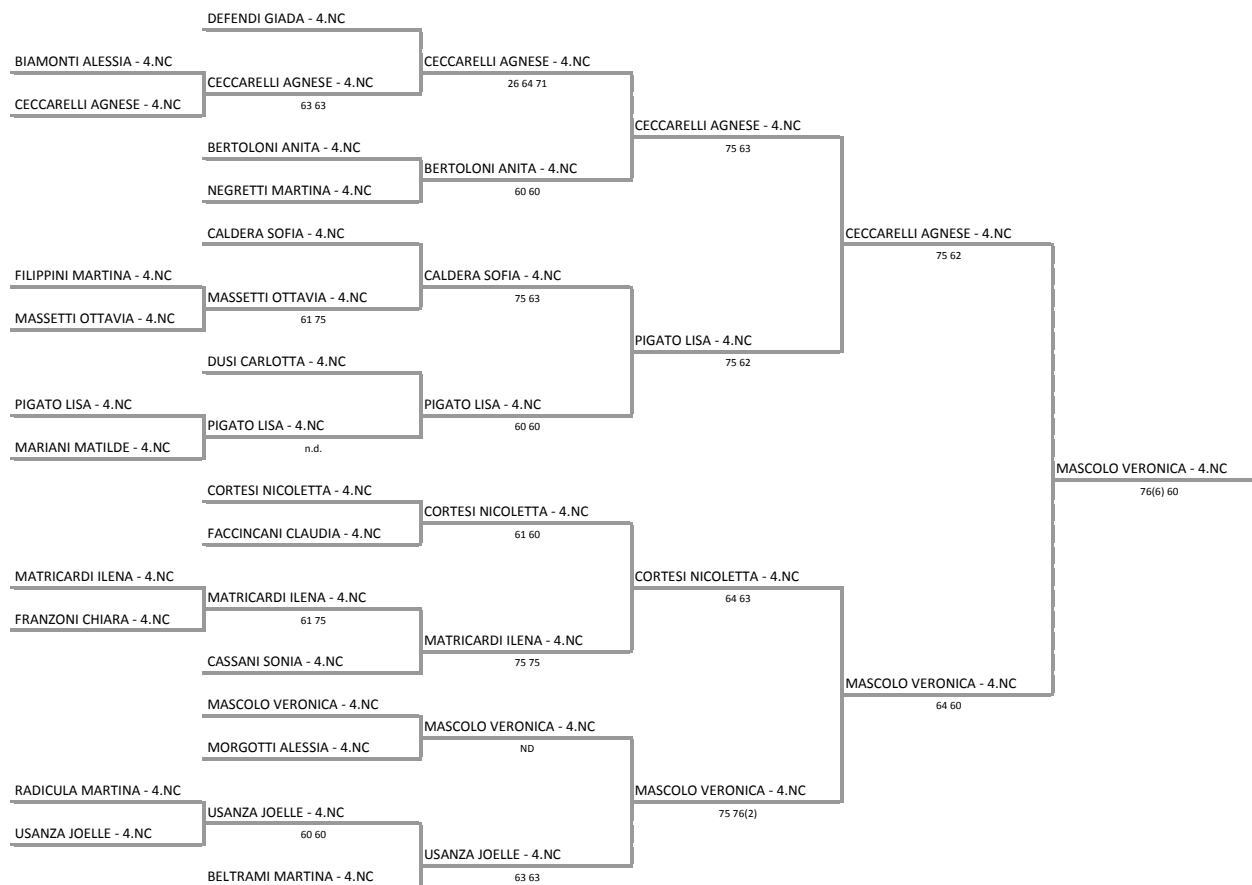 DEFENDI GIADA - 4.NC
BIAMONTI ALESSIA - 4.NC
CECCARELLI AGNESE - 4.NC
CECCARELLI AGNESE - 4.NC
26 64 71
CECCARELLI AGNESE - 4.NC
63 63
CECCARELLI AGNESE - 4.NC
75 63
BERTOLONI ANITA - 4.NC
BERTOLONI ANITA - 4.NC
60 60
NEGRETTI MARTINA - 4.NC
CALDERA SOFIA - 4.NC
CECCARELLI AGNESE - 4.NC
75 62
FILIPPINI MARTINA - 4.NC
CALDERA SOFIA - 4.NC
75 63
MASSETTI OTTAVIA - 4.NC
61 75
MASSETTI OTTAVIA - 4.NC
PIGATO LISA - 4.NC
75 62
DUSI CARLOTTA - 4.NC
PIGATO LISA - 4.NC
PIGATO LISA - 4.NC
60 60
PIGATO LISA - 4.NC
n.d.
MARIANI MATILDE - 4.NC
MASCOLO VERONICA - 4.NC
76(6) 60
CORTESI NICOLETTA - 4.NC
CORTESI NICOLETTA - 4.NC
61 60
FACCINCANI CLAUDIA - 4.NC
MATRICARDI ILENA - 4.NC
CORTESI NICOLETTA - 4.NC
64 63
MATRICARDI ILENA - 4.NC
61 75
FRANZONI CHIARA - 4.NC
MATRICARDI ILENA - 4.NC
75 75
CASSANI SONIA - 4.NC
MASCOLO VERONICA - 4.NC
64 60
MASCOLO VERONICA - 4.NC
MASCOLO VERONICA - 4.NC
ND
MORGOTTI ALESSIA - 4.NC
RADICULA MARTINA - 4.NC
MASCOLO VERONICA - 4.NC
75 76(2)
USANZA JOELLE - 4.NC
60 60
USANZA JOELLE - 4.NC
USANZA JOELLE - 4.NC
63 63
BELTRAMI MARTINA - 4.NC